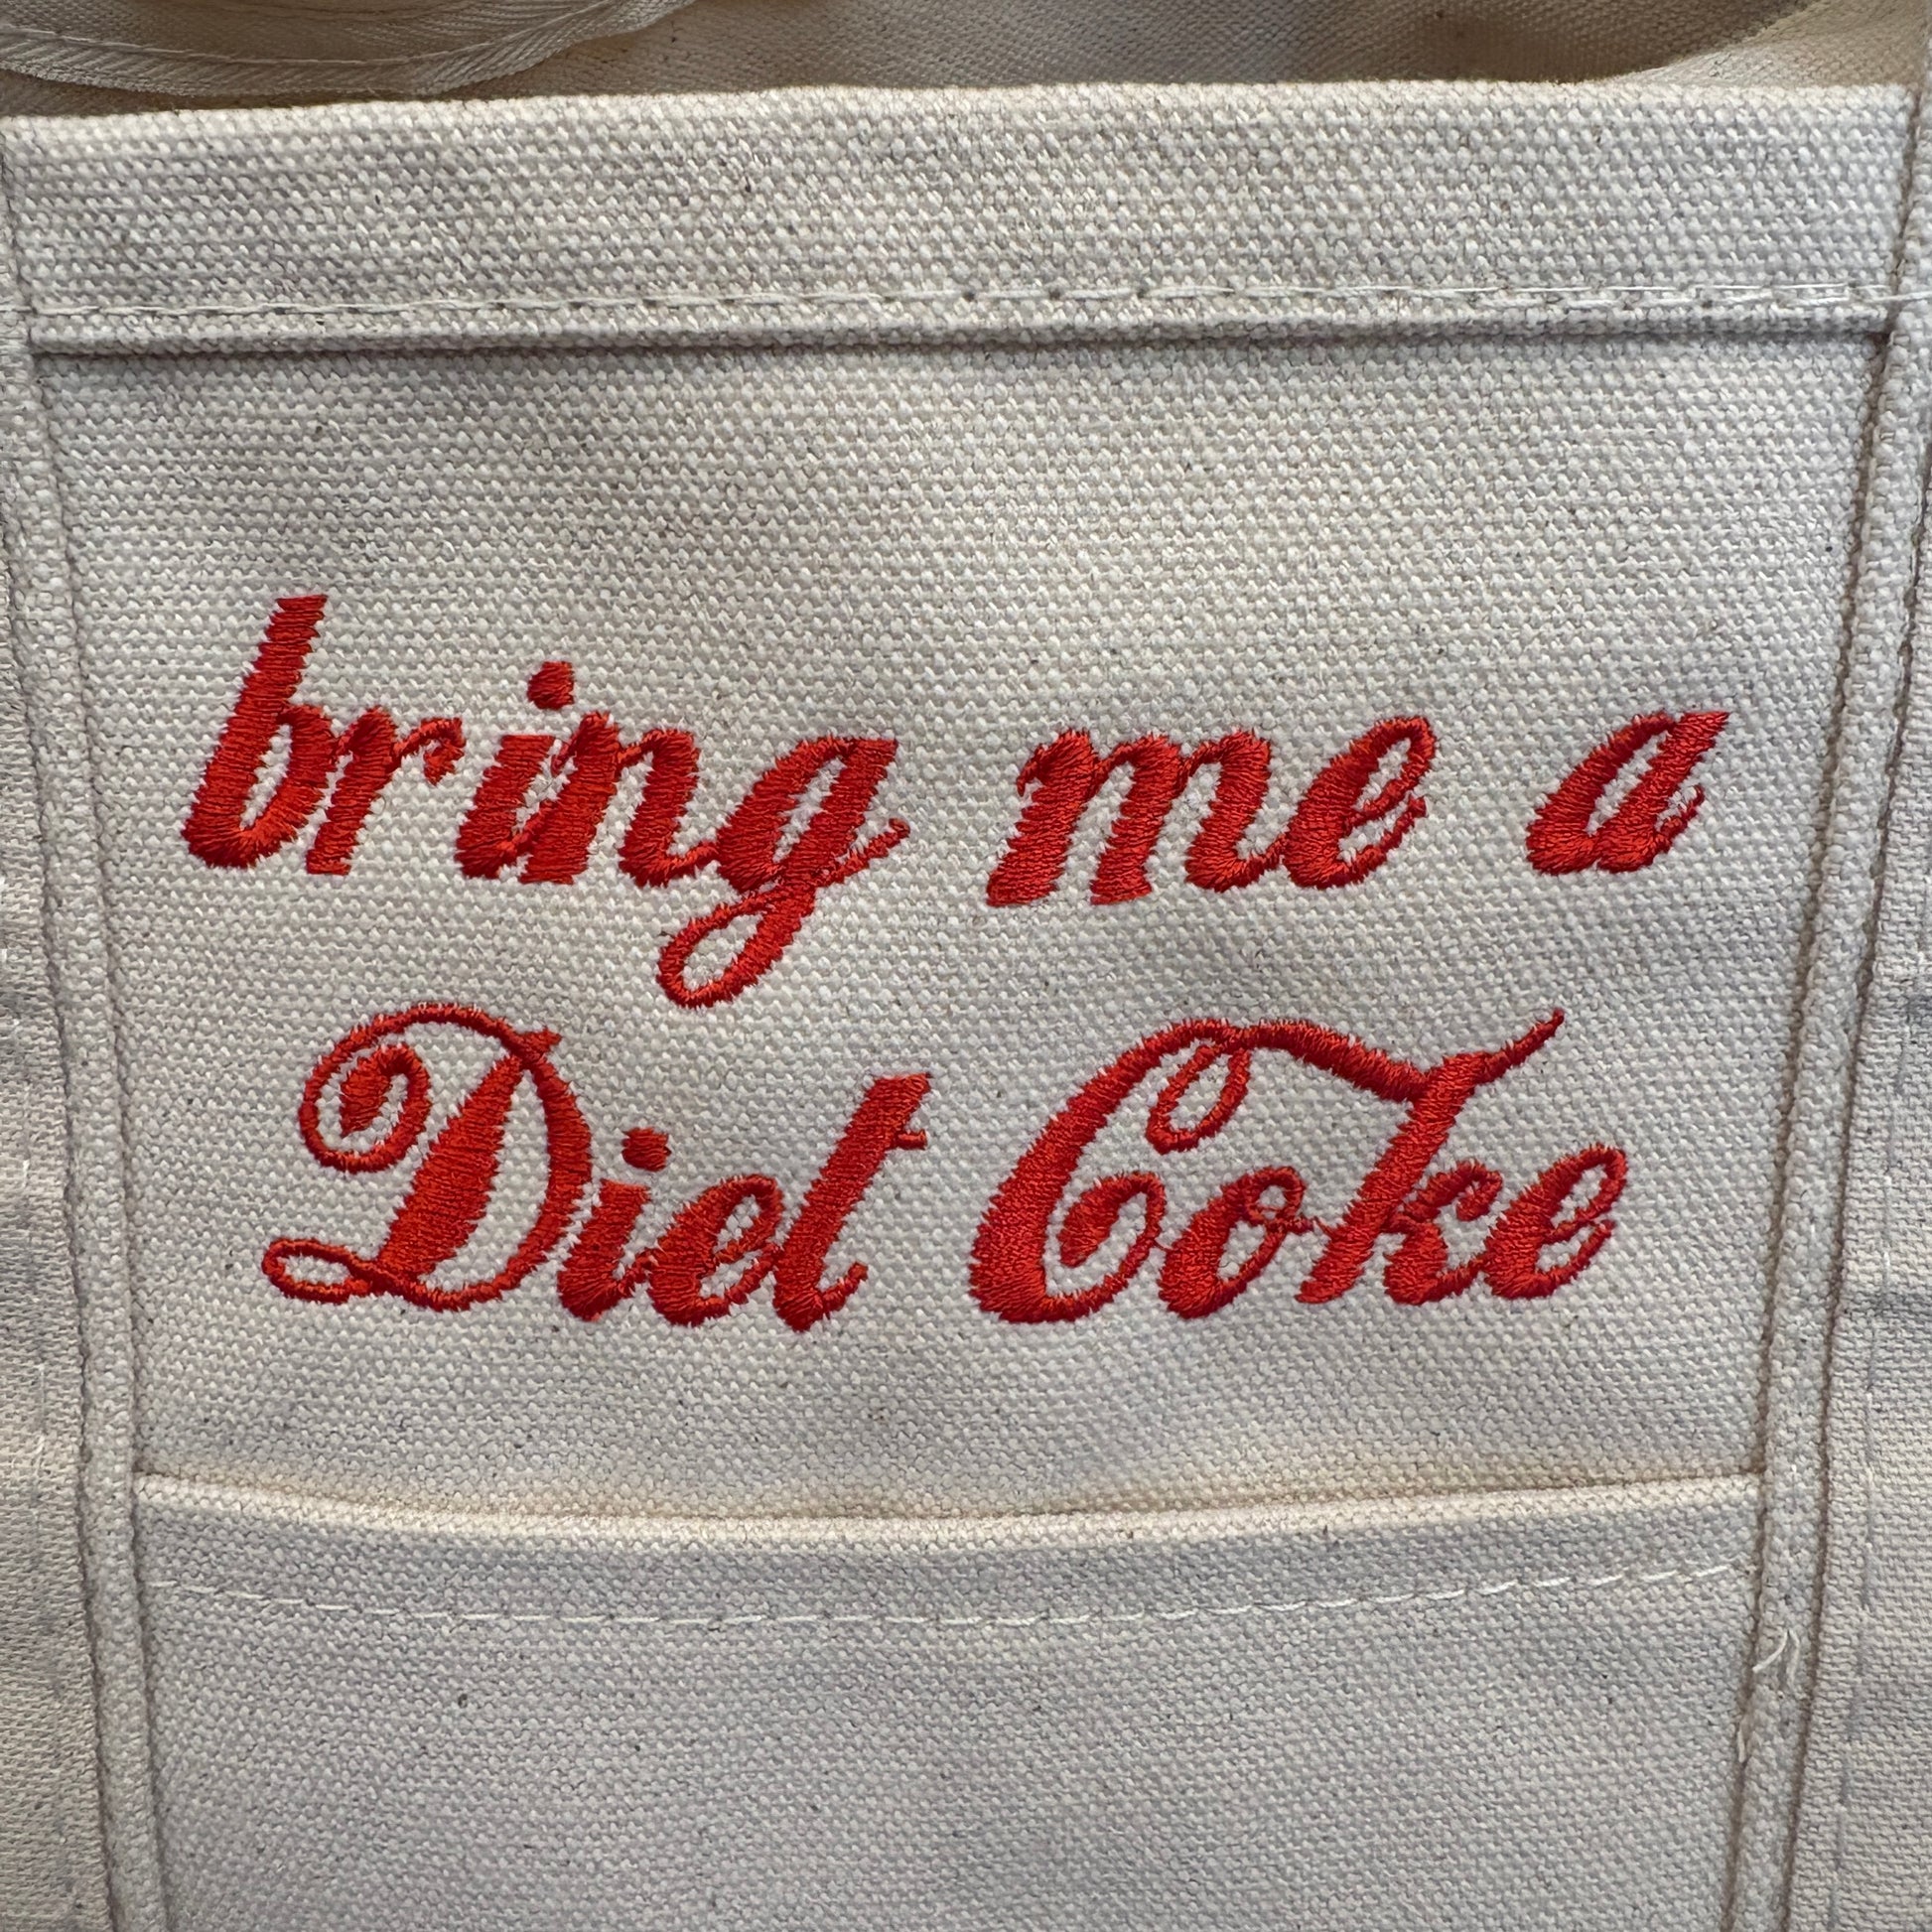 bring me a
Diet Coke